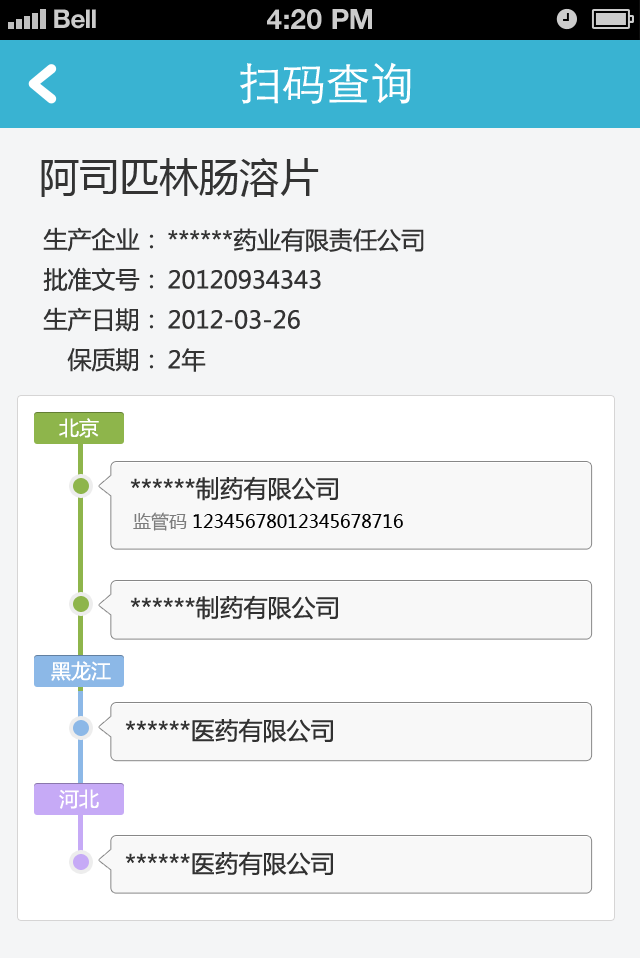 Bell 4:20 PM
扫码查询
阿司匹林肠溶片
生产企业：******药业有限责任公司
批准文号：20120934343
生产日期：2012-03-26
保质期：2年
北京
******制药有限公司
监管码 12345678012345678716
******制药有限公司
黑龙江
******医药有限公司
河北
******医药有限公司